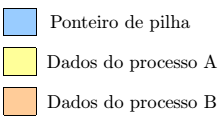 Ponteiro de pilha
Dados do processo A
Dados do processo B